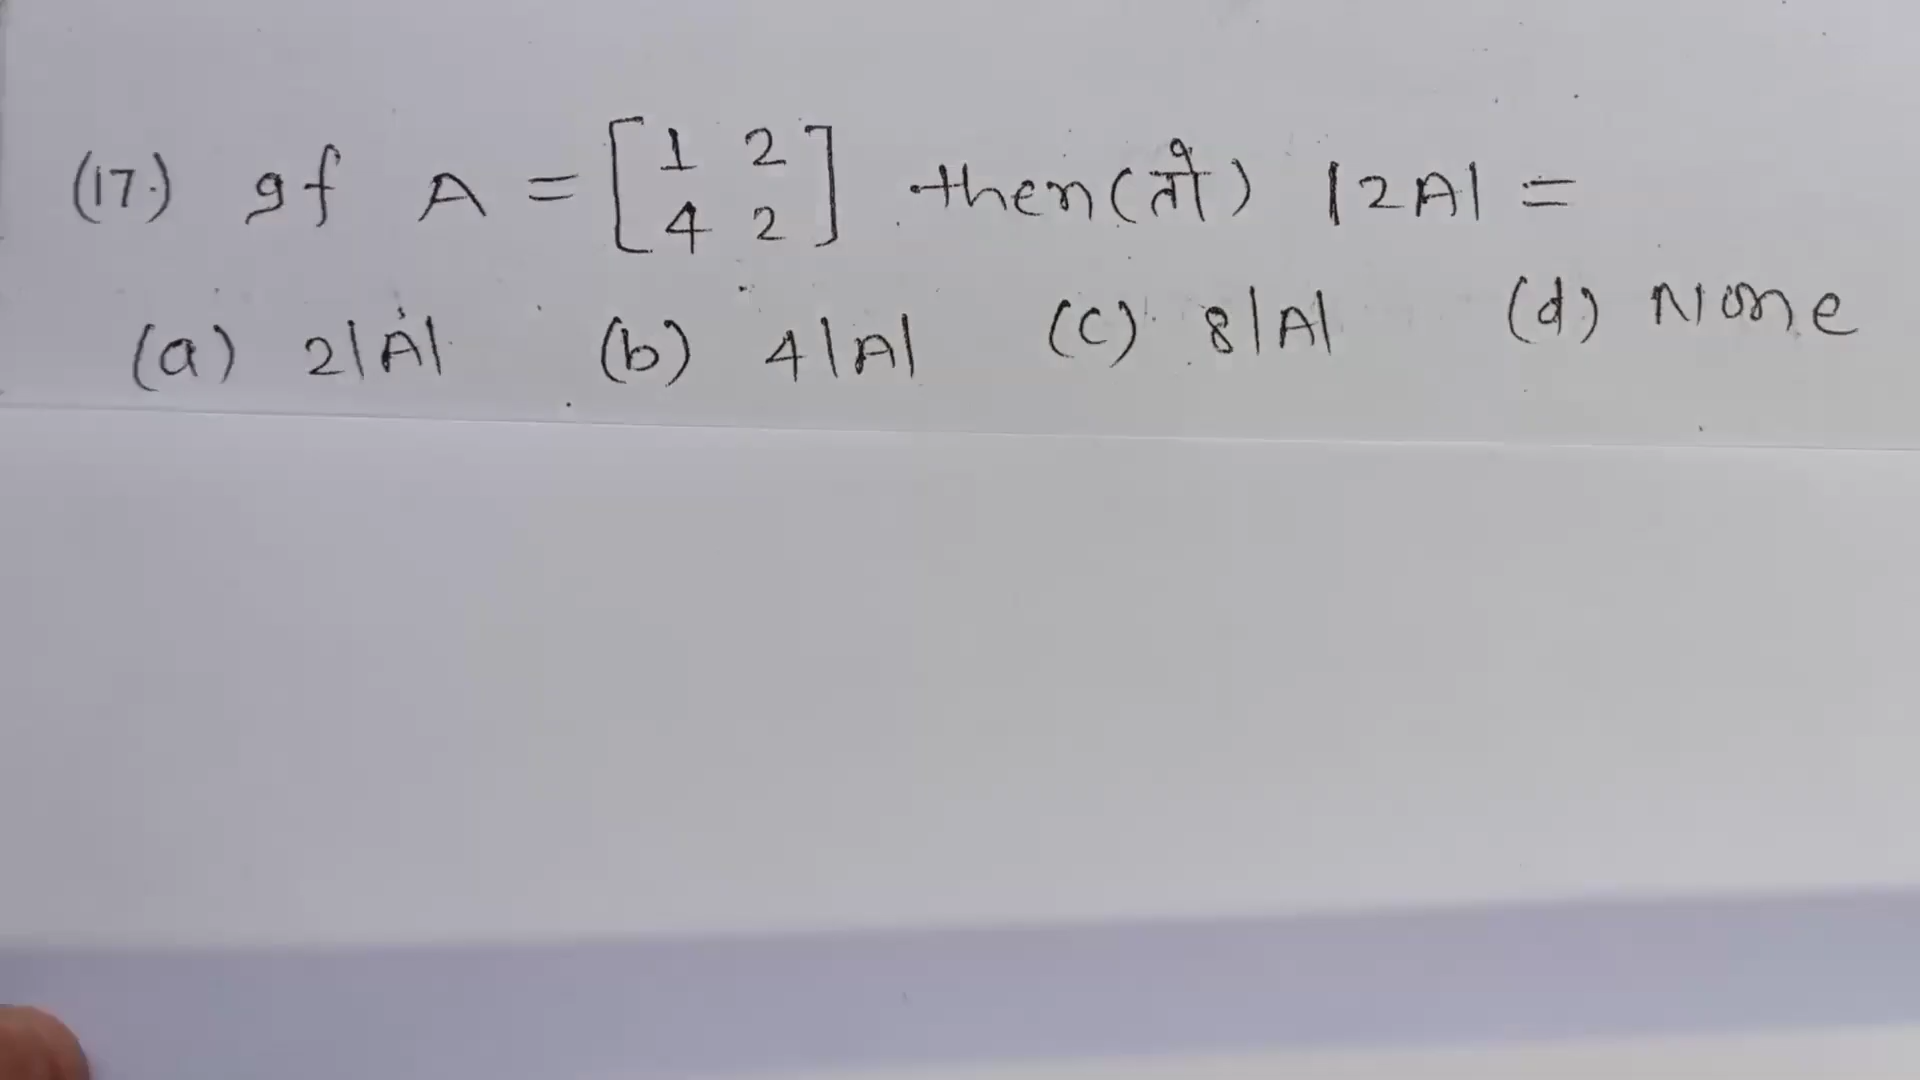 (17.) If A = [1 2 4 2] then (तो) |2A| =
(a) 2|A| (b) 4|A| (c) 8|A| (d) None